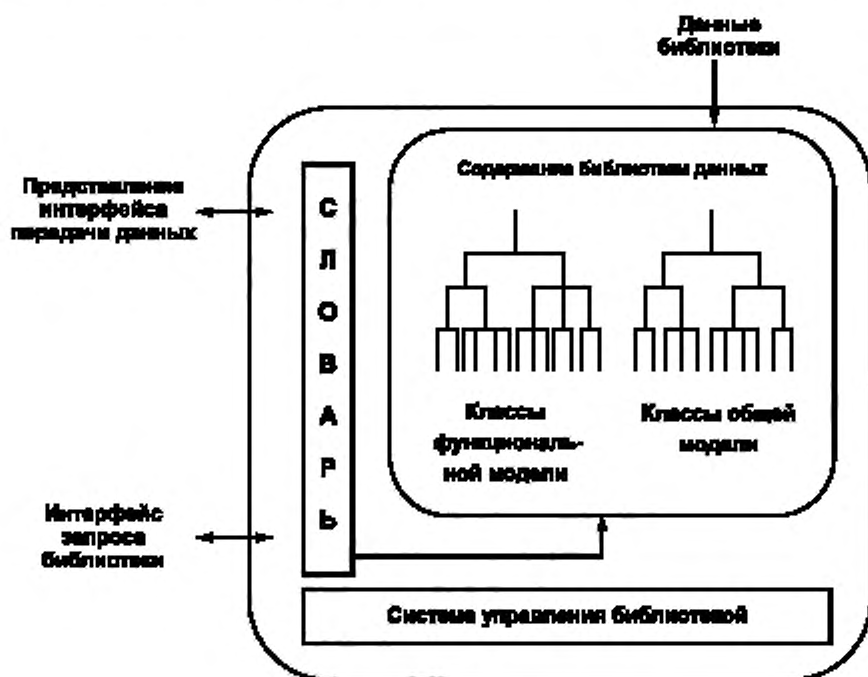 Данные
библиотеки
Содержание библиотеки данных
Представление
интерфейса
передачи данных
С
Л
О
В
А
Р
Ь
Классы
функциональ-
ной модели
Классы общей
модели
Интерфейс
запроса
библиотеки
Система управления библиотекой